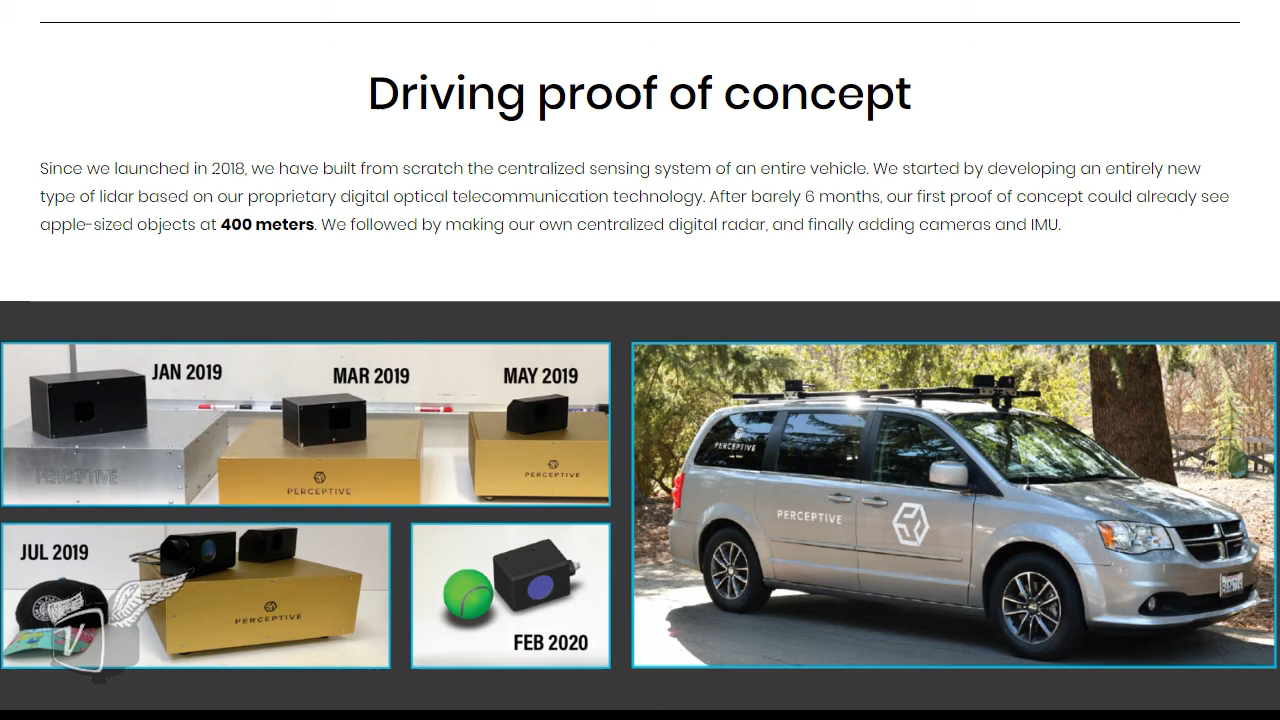 Driving proof of concept
Since we launched in 2018, we have built from scratch the centralized sensing system of an entire vehicle. We started by developing an entirely new
type of lidar based on our proprietary digital optical telecommunication technology. After barely 6 months, our first proof of concept could already see
apple-sized objects at 400 meters. We followed by making our own centralized digital radar, and finally adding cameras and IMU.
JAN 2019
MAR 2019
MAY 2019
PERCEPTIVE
PERCEPTIVE
PERCEPTIVE
JUL 2019
PERCEPTIVE
V
FEB 2020
PERCEPTIVE
PERCEPTIVE